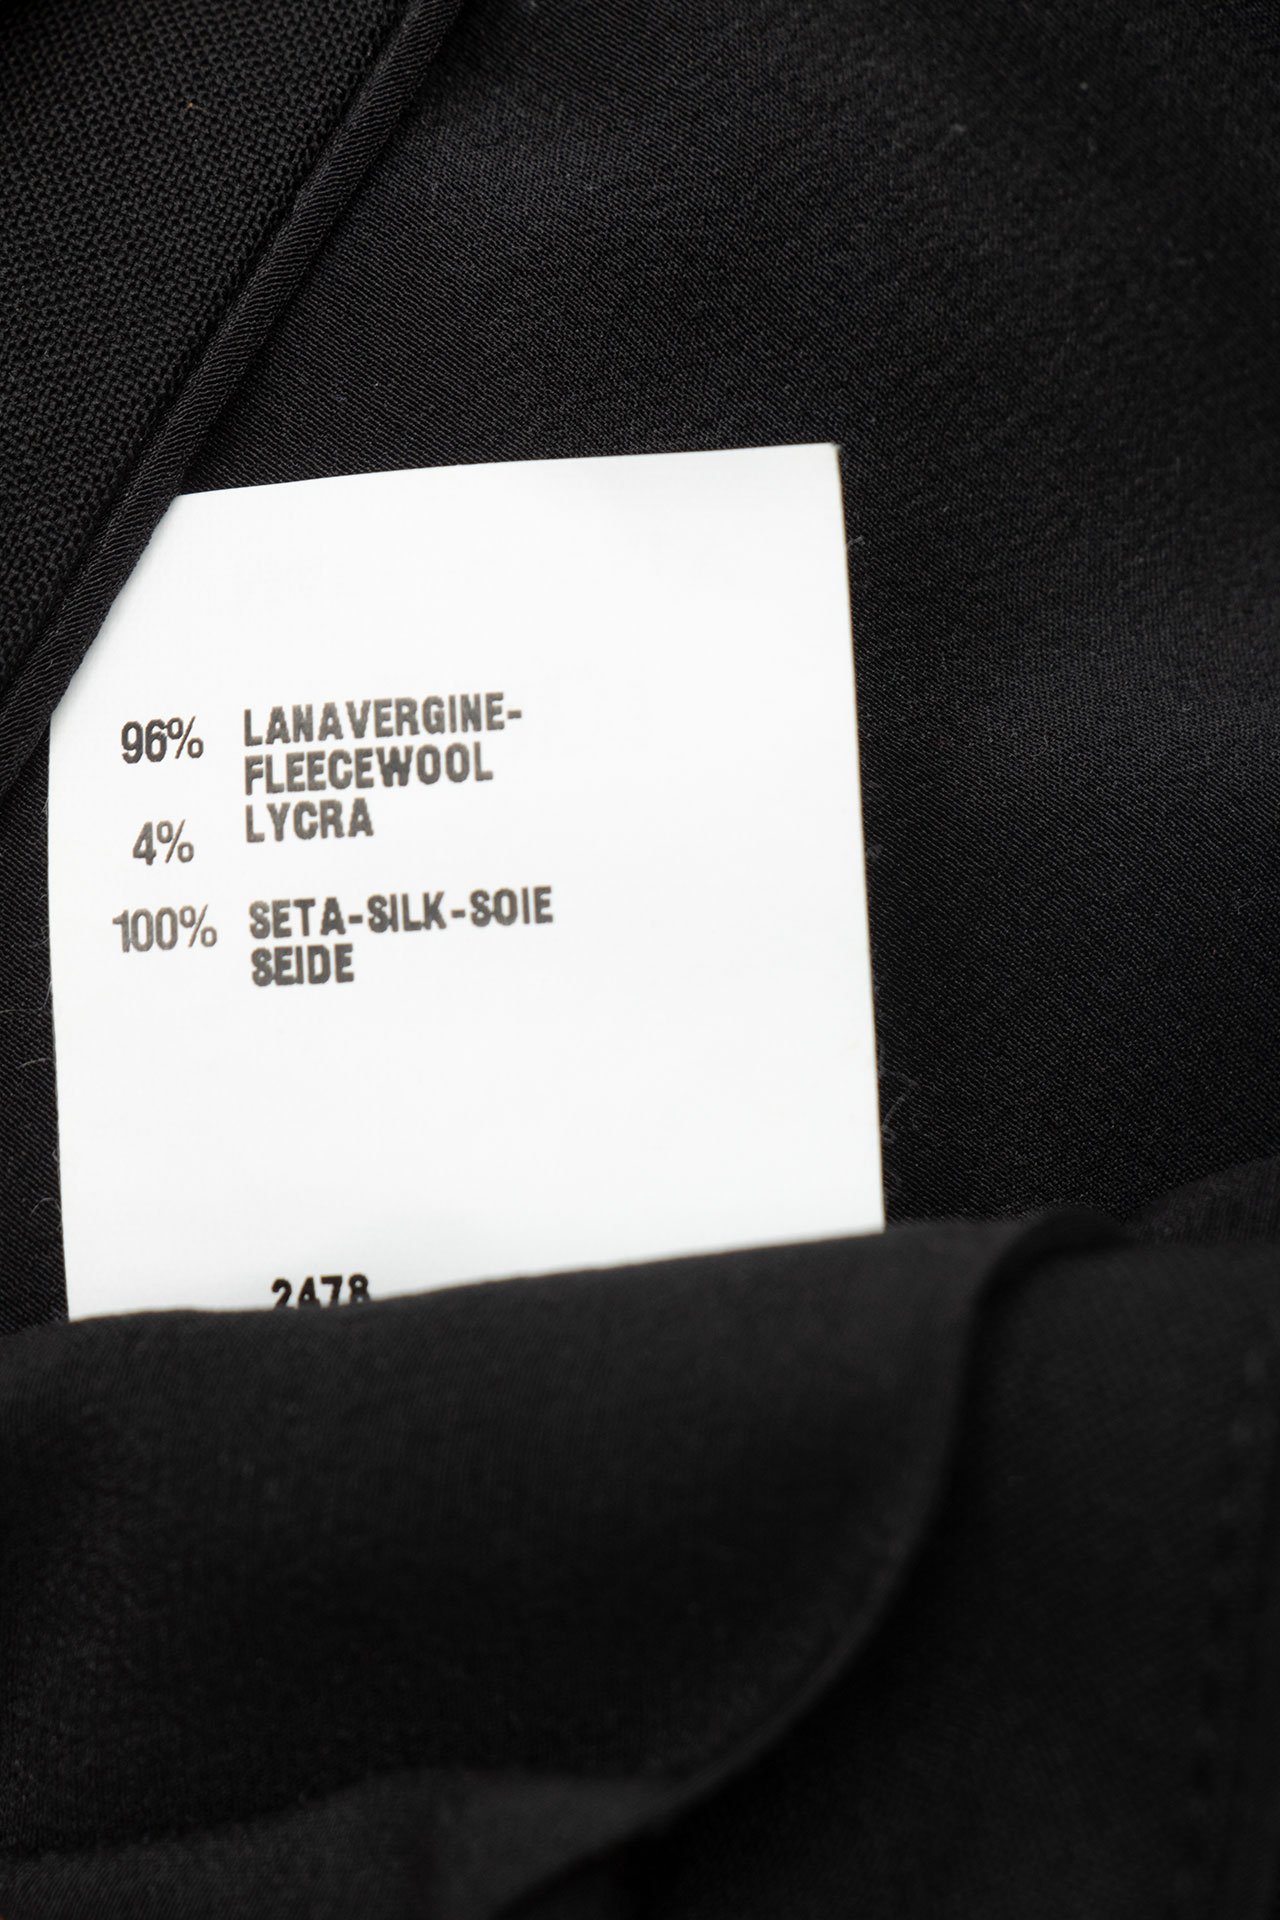 96% LANAVERGINE-
FLEECEWOOL
4% LYCRA
100% SETA-SILK-SOIE
SEIDE
2478